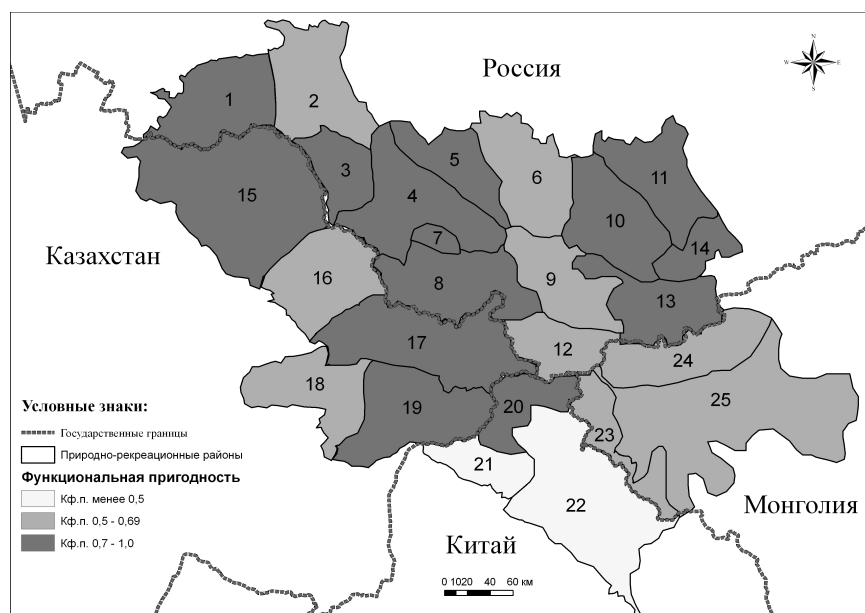 Россия
N
W E
S
1
2
3
5
6
11
4
10
15
7
14
Казахстан
16
9
8
13
17
12
24
18
25
19
20
23
21
22
Монголия
Китай
Условные знаки:
Государственные границы
Природно-рекреационные районы
Функциональная пригодность
Кф.п. менее 0,5
Кф.п. 0,5 - 0,69
Кф.п. 0,7 - 1,0
0 1020 40 60 км